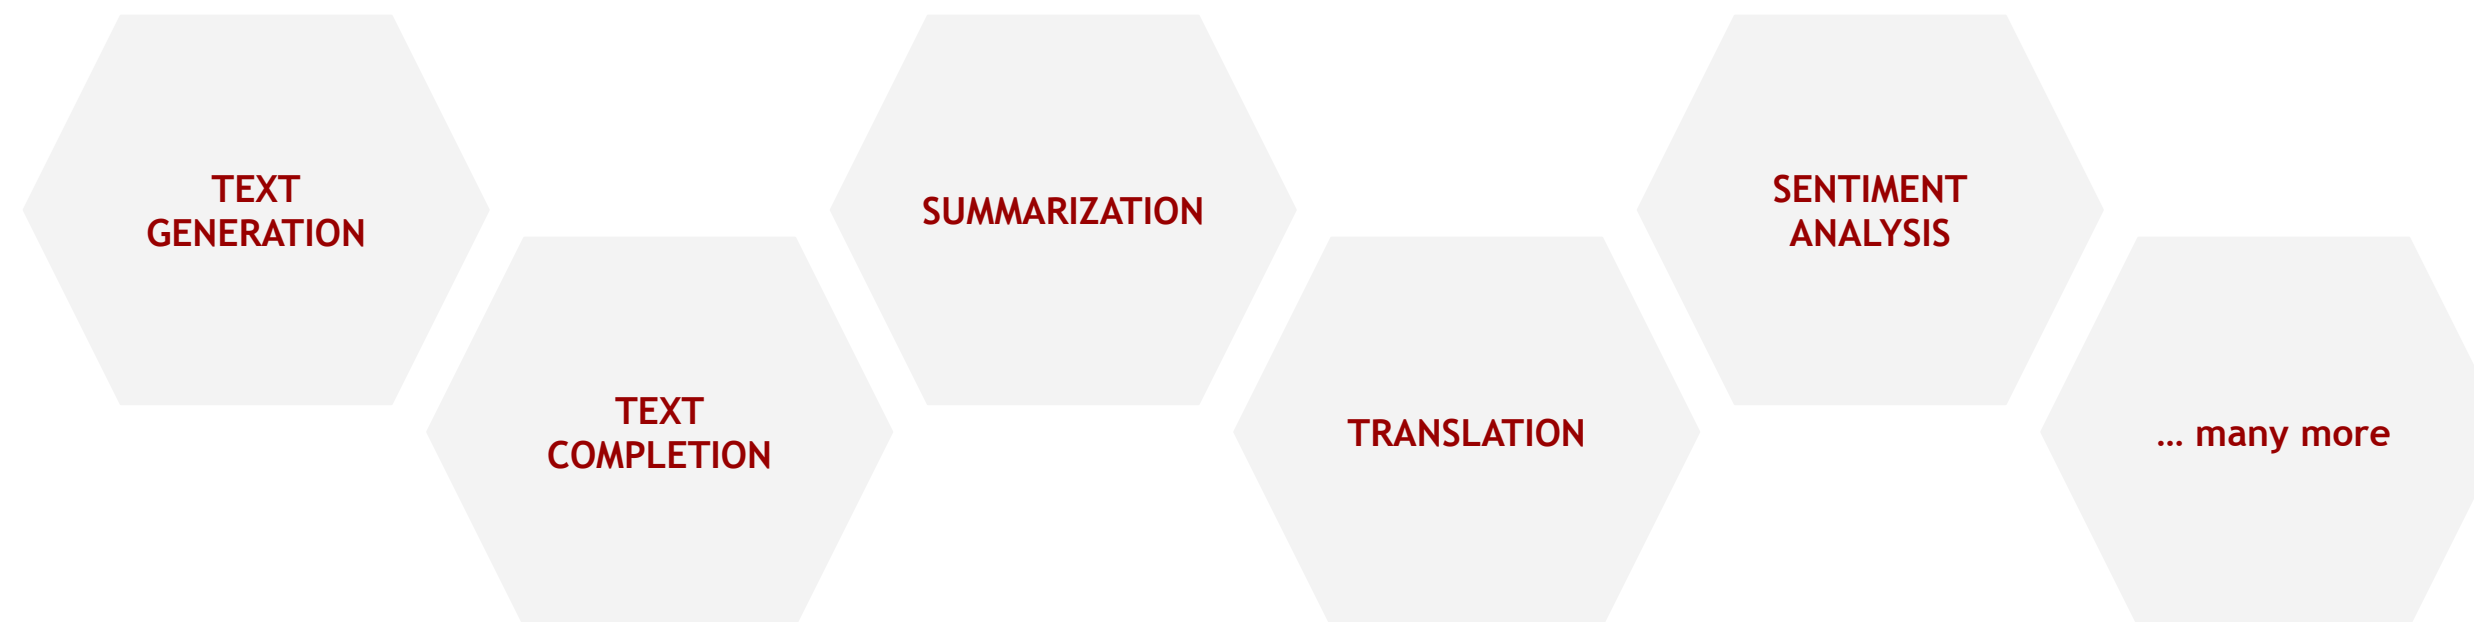 TEXT
GENERATION
TEXT
COMPLETION
SUMMARIZATION
TRANSLATION
SENTIMENT
ANALYSIS
... many more